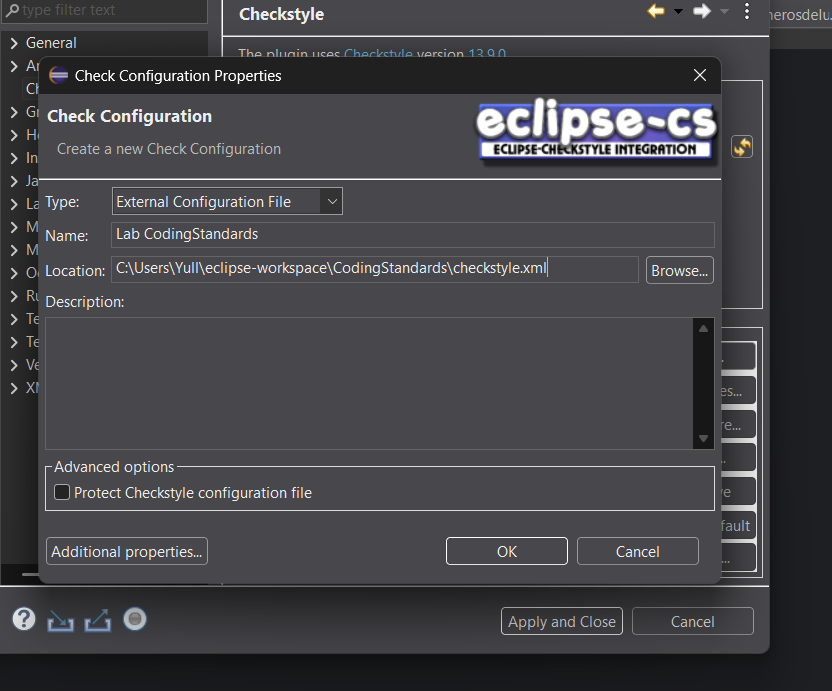 type filter text
Checkstyle
The plugin uses Checkstyle version 13.9.0
General
Check Configuration Properties
Check Configuration
Create a new Check Configuration
eclipse-cs
ECLIPSE-CHECKSTYLE INTEGRATION
Type:
External Configuration File
Name:
Lab CodingStandards
Location:
C:\Users\Yull\eclipse-workspace\CodingStandards\checkstyle.xml
Browse...
Description:
Advanced options
Protect Checkstyle configuration file
Additional properties...
OK
Cancel
Apply and Close
Cancel